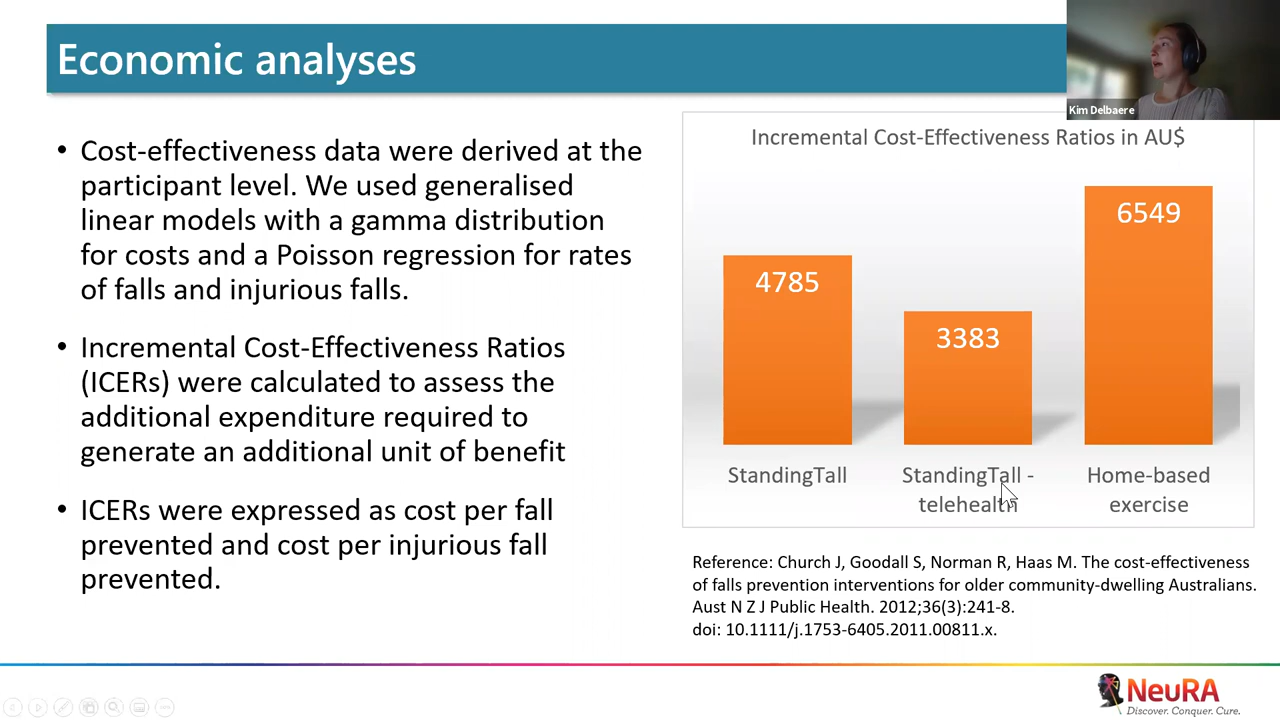 Economic analyses
Kim Delbaere
• Cost-effectiveness data were derived at the
participant level. We used generalised
linear models with a gamma distribution
for costs and a Poisson regression for rates
of falls and injurious falls.
• Incremental Cost-Effectiveness Ratios
(ICERs) were calculated to assess the
additional expenditure required to
generate an additional unit of benefit
• ICERs were expressed as cost per fall
prevented and cost per injurious fall
prevented.
Incremental Cost-Effectiveness Ratios in AU$
4785
3383
6549
StandingTall
StandingTall -
telehealth
Home-based
exercise
Reference: Church J, Goodall S, Norman R, Haas M. The cost-effectiveness
of falls prevention interventions for older community-dwelling Australians.
Aust N Z J Public Health. 2012;36(3):241-8.
doi: 10.1111/j.1753-6405.2011.00811.x.
NeuRA
Discover. Conquer. Cure.